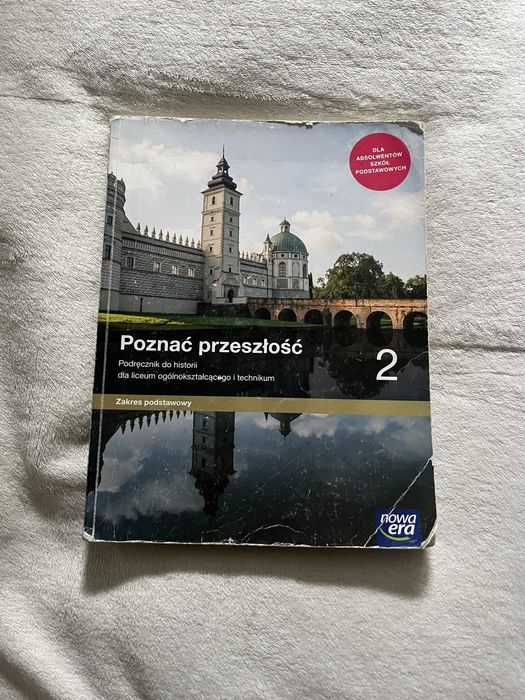 DLA
ABSOLWENTÓW
SZKÓŁ
PODSTAWOWYCH
Poznać przeszłość
2
Podręcznik do historii
dla liceum ogólnokształcącego i technikum
Zakres podstawowy
nowa
era